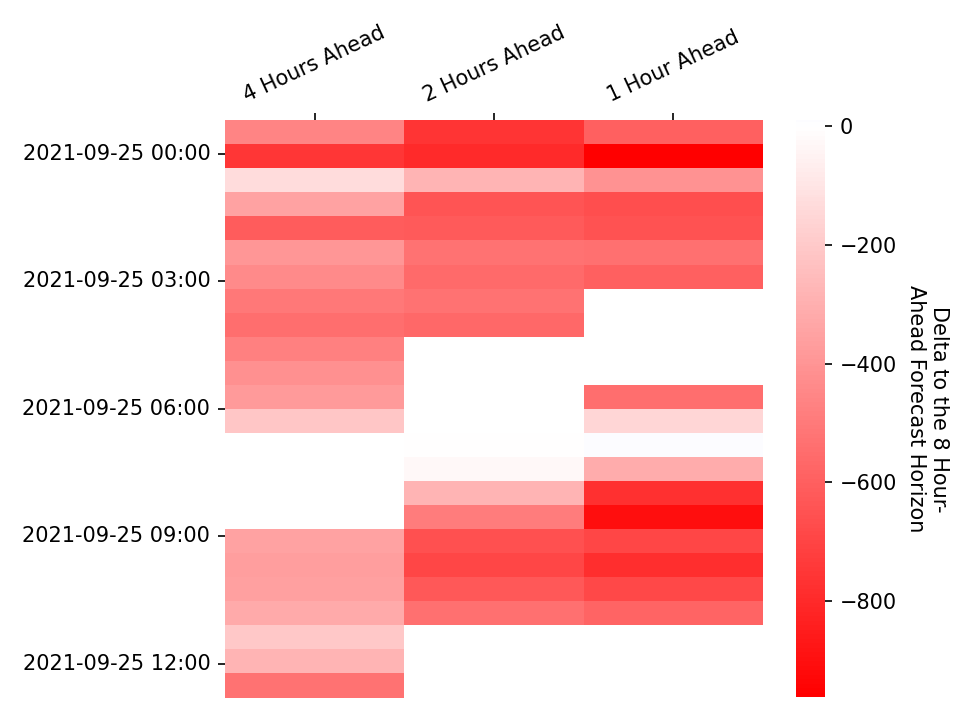 4 Hours Ahead
2 Hours Ahead
1 Hour Ahead
2021-09-25 00:00
2021-09-25 03:00
2021-09-25 06:00
2021-09-25 09:00
2021-09-25 12:00
0
−200
−400
−600
−800
Delta to the 8 Hour-
Ahead Forecast Horizon